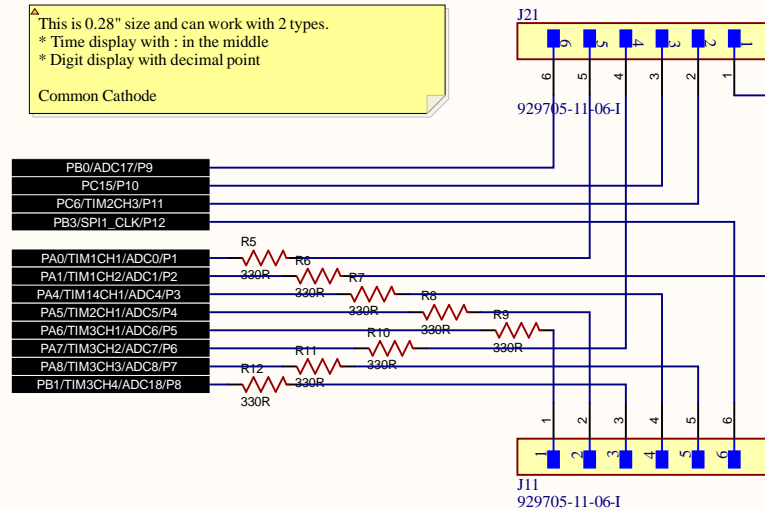 This is 0.28" size and can work with 2 types.
* Time display with : in the middle
* Digit display with decimal point
Common Cathode
J21
6 5 4 3 2 1
6 5 4 3 2 1
929705-11-06-I
PB0/ADC17/P9
PC15/P10
PC6/TIM2CH3/P11
PB3/SPI1_CLK/P12
PA0/TIM1CH1/ADC0/P1
PA1/TIM1CH2/ADC1/P2
PA4/TIM14CH1/ADC4/P3
PA5/TIM2CH1/ADC5/P4
PA6/TIM3CH1/ADC6/P5
PA7/TIM3CH2/ADC7/P6
PA8/TIM3CH3/ADC8/P7
PB1/TIM3CH4/ADC18/P8
R5
330R
R6
330R
R7
330R
R8
330R
R9
330R
R10
330R
R11
330R
R12
330R
1 2 3 4 5 6
1 2 3 4 5 6
J11
929705-11-06-I